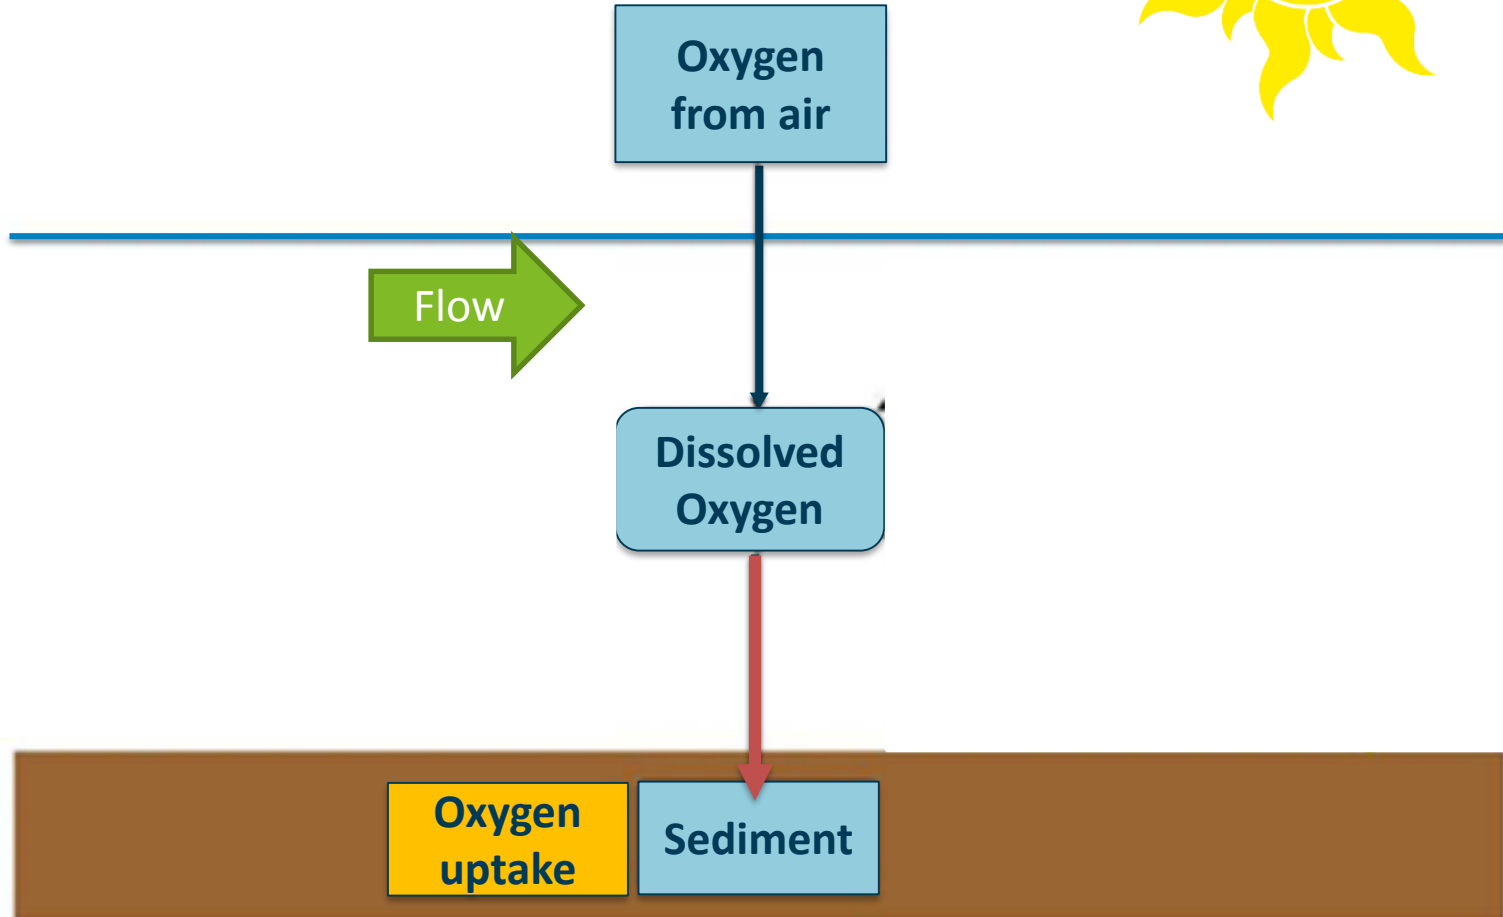 Oxygen
from air
Flow
Dissolved
Oxygen
Oxygen
uptake
Sediment